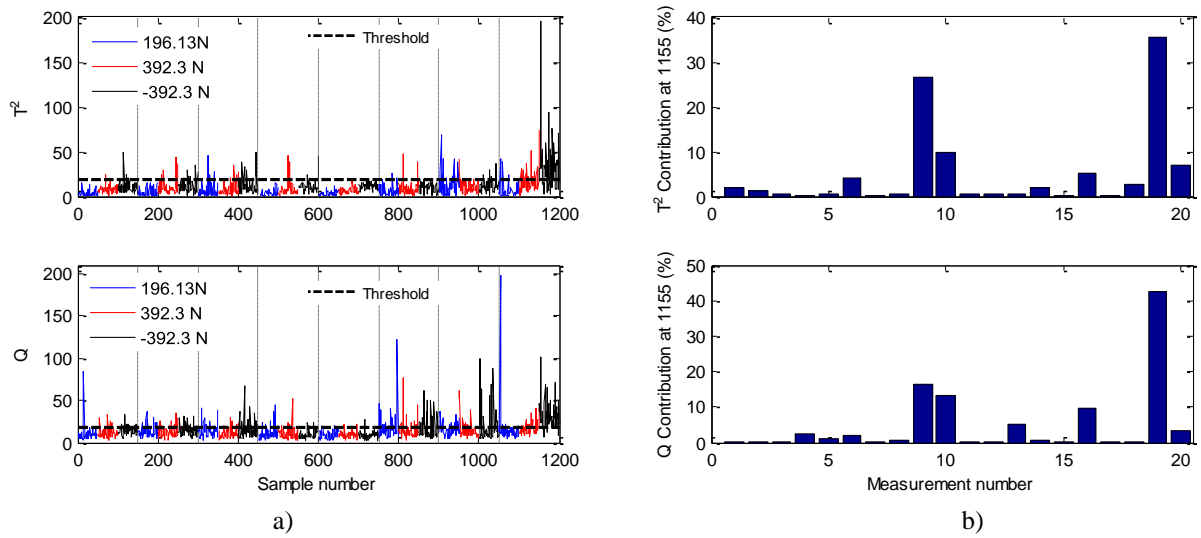 200
150
100
50
0
T²
196.13N
392.3 N
-392.3 N
Threshold
0 200 400 600 800 1000 1200
200
150
100
50
0
Q
196.13N
392.3 N
-392.3 N
Threshold
0 200 400 600 800 1000 1200
Sample number
a)
40
30
20
10
0
T² Contribution at 1155 (%)
0 5 10 15 20
50
40
30
20
10
0
Q Contribution at 1155 (%)
0 5 10 15 20
Measurement number
b)